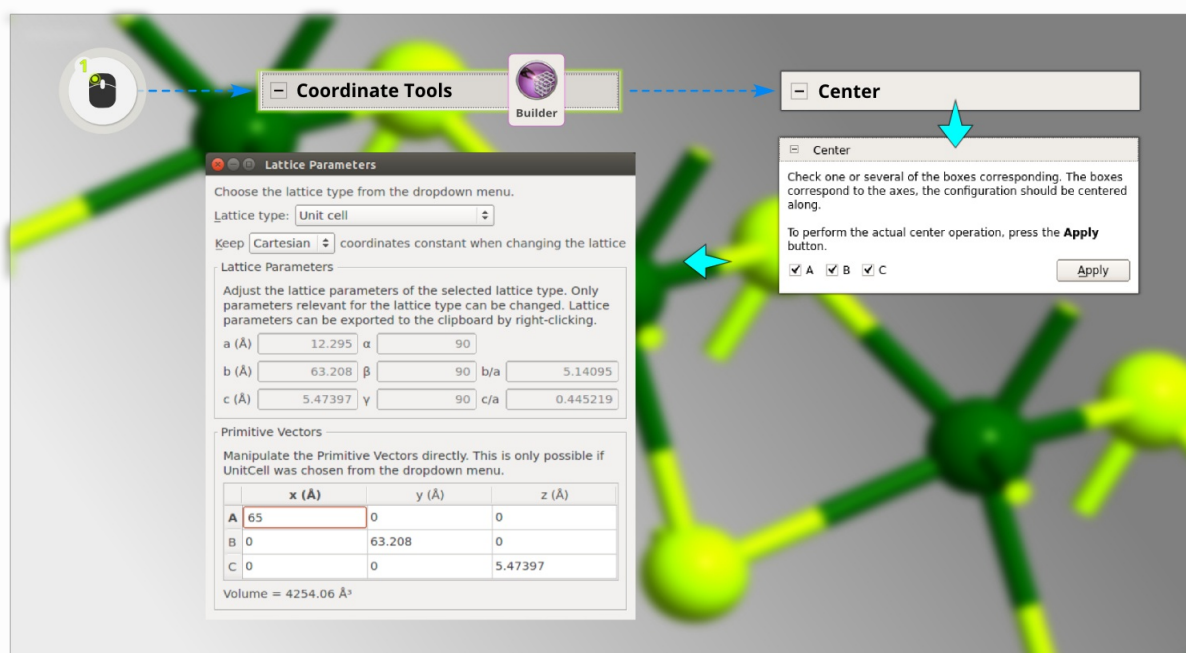 1
Coordinate Tools
Builder
Center
Center
Check one or several of the boxes corresponding. The boxes
correspond to the axes, the configuration should be centered
along.
To perform the actual center operation, press the Apply
button.
A B C Apply
Lattice Parameters
Choose the lattice type from the dropdown menu.
Lattice type: Unit cell
Keep Cartesian coordinates constant when changing the lattice
Lattice Parameters
Adjust the lattice parameters of the selected lattice type. Only
parameters relevant for the lattice type can be changed. Lattice
parameters can be exported to the clipboard by right-clicking.
a (Å) 12.295 α 90
b (Å) 63.208 β 90 b/a 5.14095
c (Å) 5.47397 γ 90 c/a 0.445219
Primitive Vectors
Manipulate the Primitive Vectors directly. This is only possible if
UnitCell was chosen from the dropdown menu.
x (Å) y (Å) z (Å)
A 65 0 0
B 0 63.208 0
C 0 0 5.47397
Volume = 4254.06 Å³